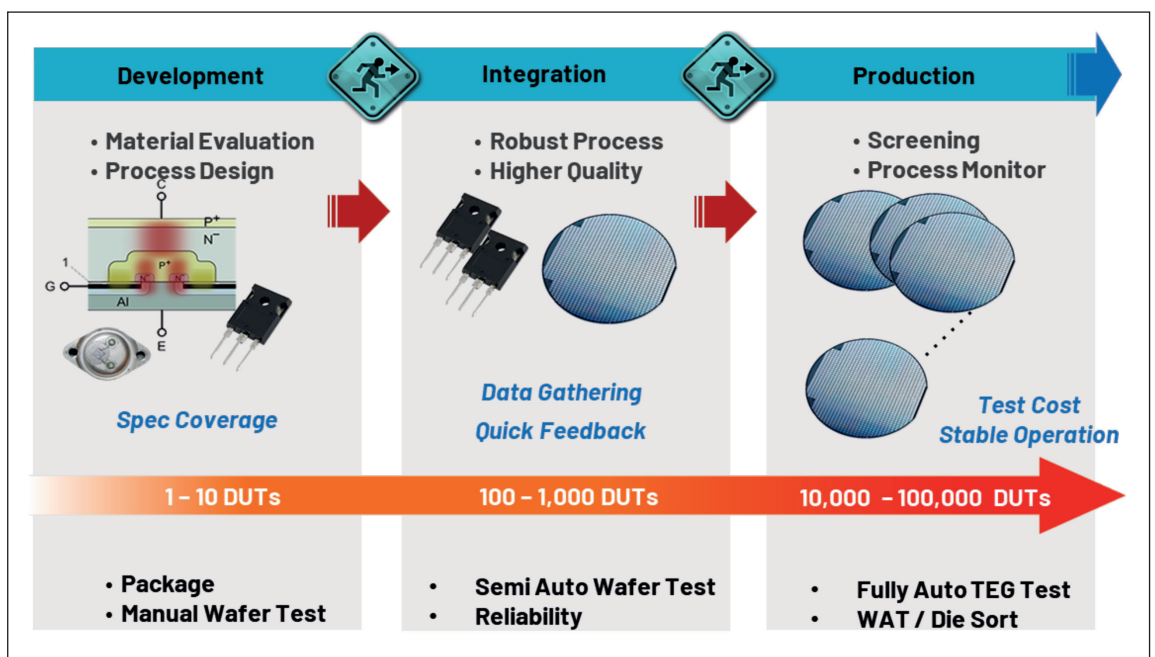 Development
Integration
Production
• Material Evaluation
• Process Design
• Robust Process
• Higher Quality
• Screening
• Process Monitor
C
P+
N−
P+
1
N+ N+
G
Al
E
Spec Coverage
Data Gathering
Quick Feedback
Test Cost
Stable Operation
1 – 10 DUTs
100 – 1,000 DUTs
10,000 – 100,000 DUTs
• Package
• Manual Wafer Test
• Semi Auto Wafer Test
• Reliability
• Fully Auto TEG Test
• WAT / Die Sort